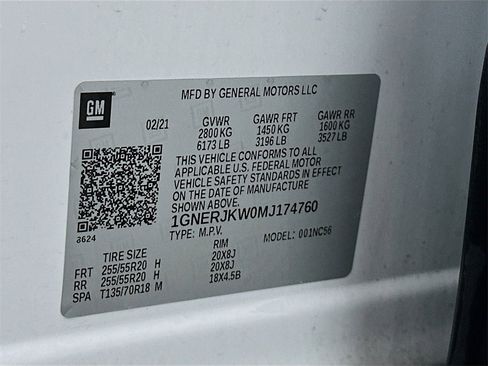 MFD BY GENERAL MOTORS LLC
GM
02/21 GVWR GAWR FRT GAWR RR
2800 KG 1450 KG 1600 KG
6173 LB 3196 LB 3527 LB
THIS VEHICLE CONFORMS TO ALL
APPLICABLE U.S. FEDERAL MOTOR
VEHICLE SAFETY STANDARDS IN EFFECT
ON THE DATE OF MANUFACTURE SHOWN ABOVE.
1GNERJKW0MJ174760
8624 TYPE: M.P.V. MODEL: 001NC56
TIRE SIZE RIM
FRT 255/55R20 H 20X8J
RR 255/55R20 H 20X8J
SPA T135/70R18 M 18X4.5B